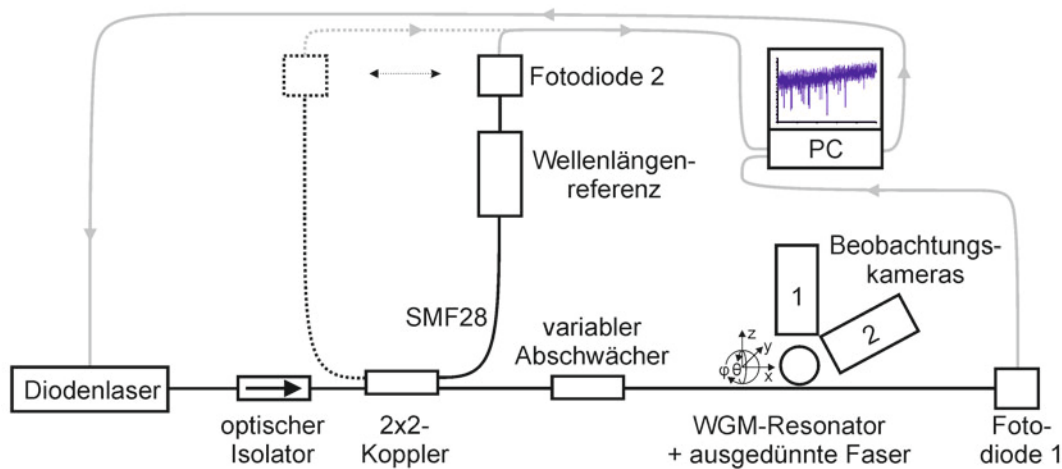 Fotodiode 2
PC
Wellenlängen-
referenz
Beobachtungs-
kameras
1
2
SMF28
variabler
Abschwächer
z
y
φ
θ
x
Diodenlaser
optischer
Isolator
2x2-
Koppler
WGM-Resonator
+ ausgedünnte Faser
Foto-
diode 1